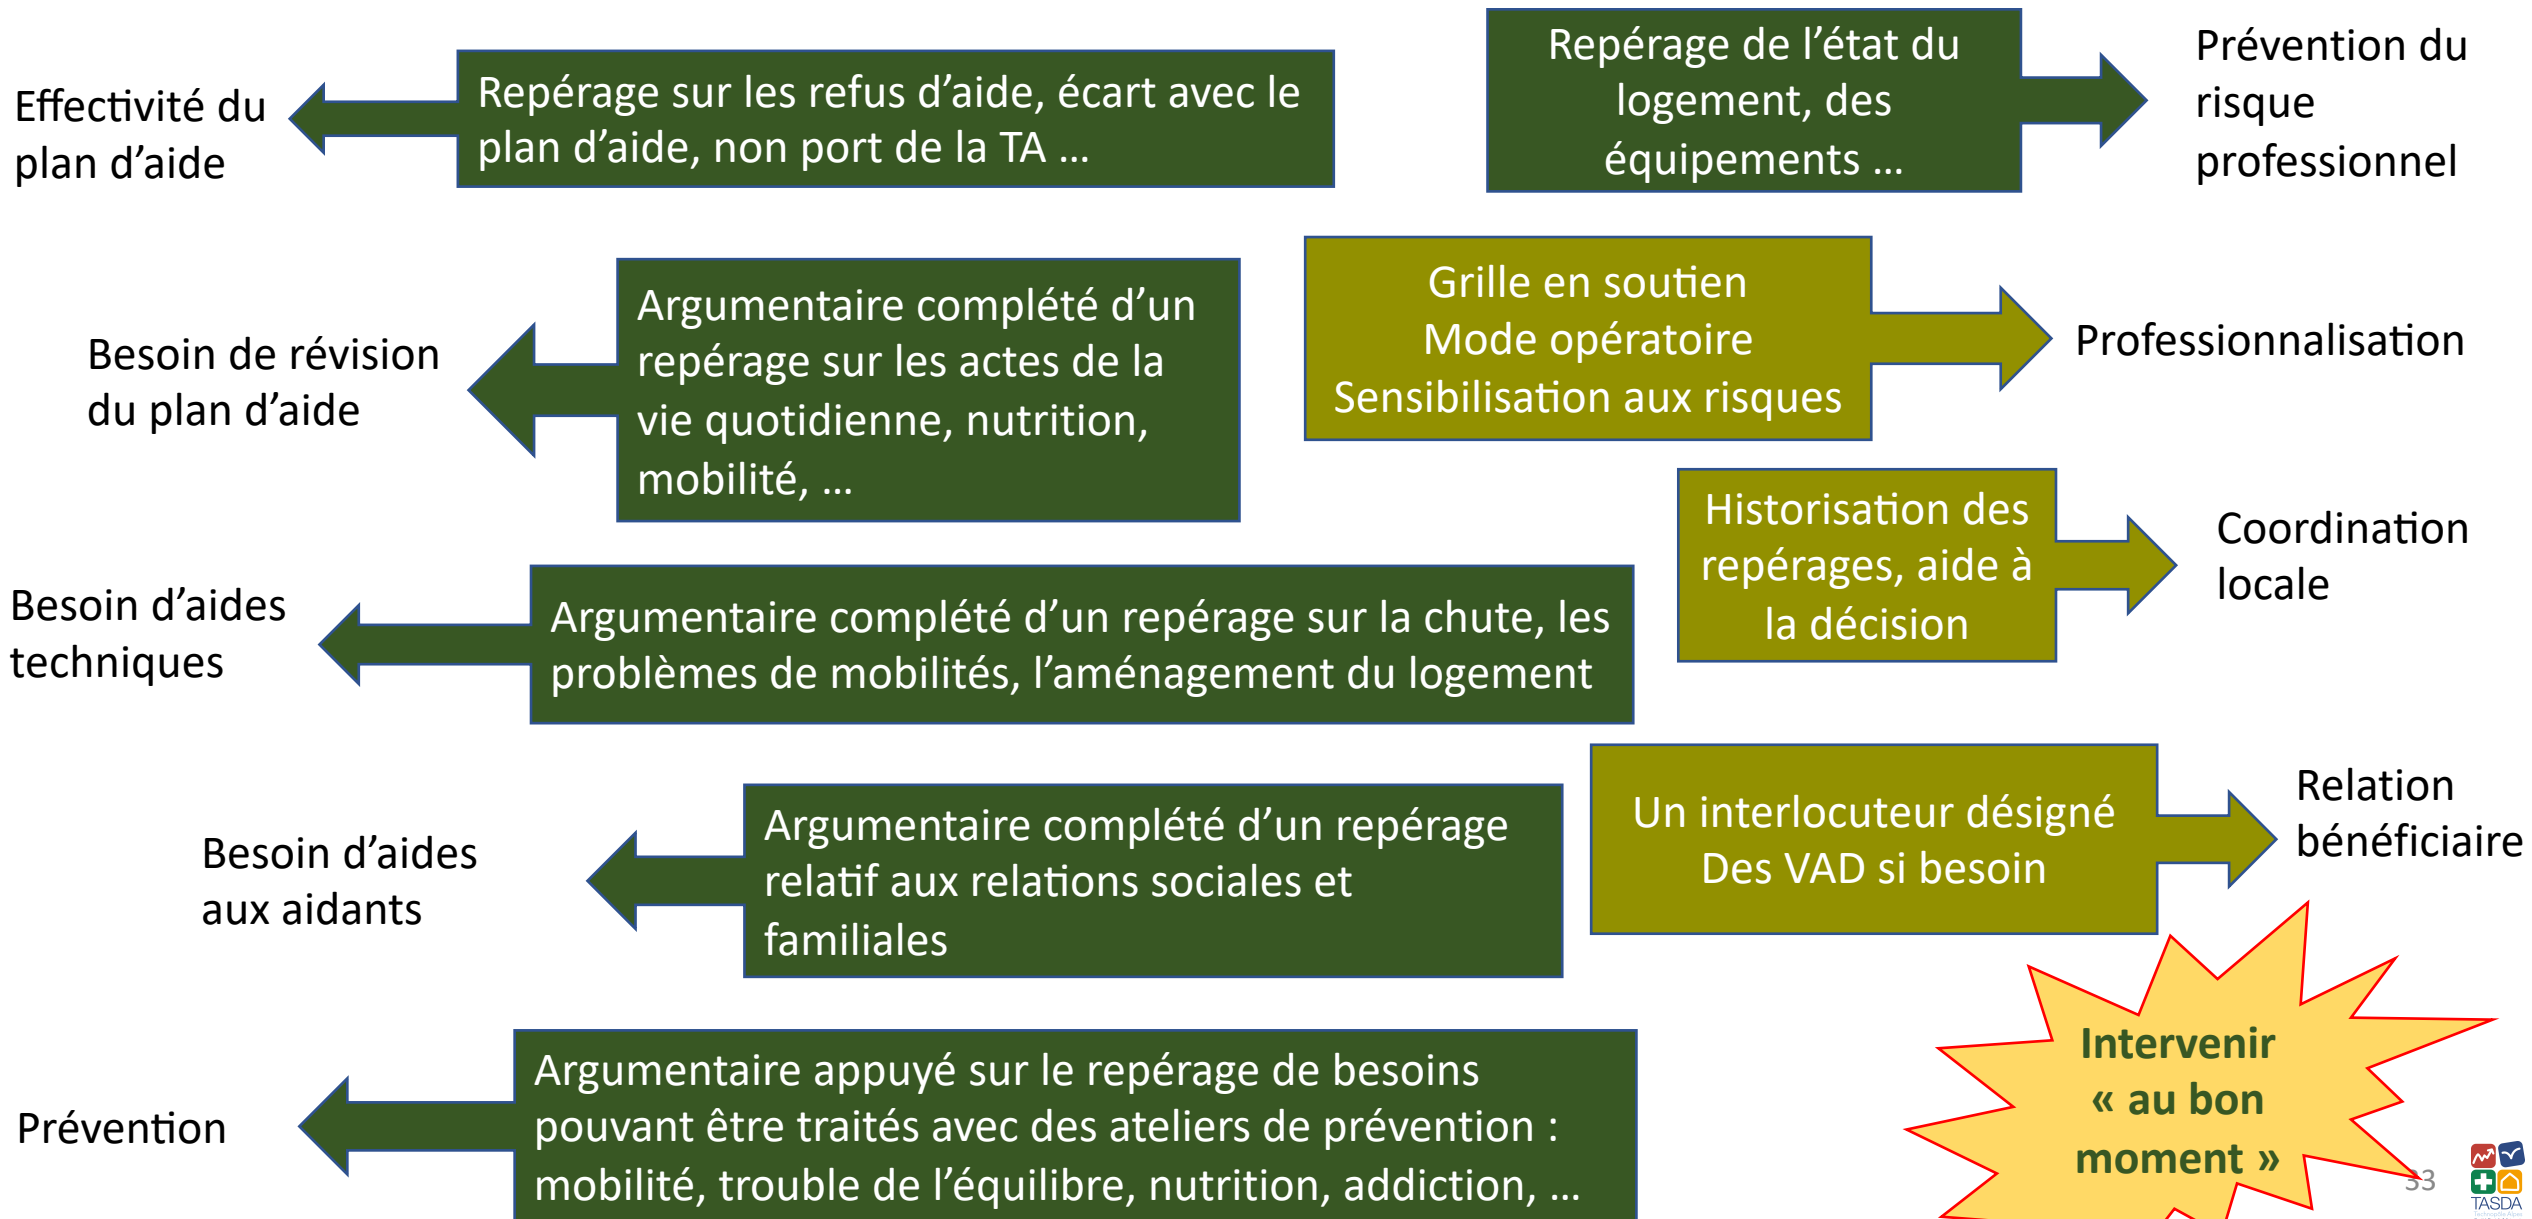 Effectivité du
plan d'aide
Repérage sur les refus d'aide, écart avec le
plan d'aide, non port de la TA …
Repérage de l'état du
logement, des
équipements …
Prévention du
risque
professionnel
Besoin de révision
du plan d'aide
Argumentaire complété d'un
repérage sur les actes de la
vie quotidienne, nutrition,
mobilité, …
Grille en soutien
Mode opératoire
Sensibilisation aux risques
Professionnalisation
Historisation des
repérages, aide à
la décision
Coordination
locale
Besoin d'aides
techniques
Argumentaire complété d'un repérage sur la chute, les
problèmes de mobilités, l'aménagement du logement
Un interlocuteur désigné
Des VAD si besoin
Relation
bénéficiaire
Besoin d'aides
aux aidants
Argumentaire complété d'un repérage
relatif aux relations sociales et
familiales
Prévention
Argumentaire appuyé sur le repérage de besoins
pouvant être traités avec des ateliers de prévention :
mobilité, trouble de l'équilibre, nutrition, addiction, …
Intervenir
« au bon
moment »
33
TASDA